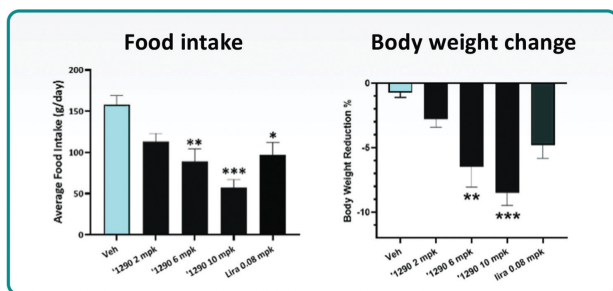 Food intake
Body weight change
Average Food Intake (g/day)
200
150
100
50
0
**
***
*
Veh
'1290 2 mpk
'1290 6 mpk
'1290 10 mpk
Lira 0.08 mpk
Body Weight Reduction %
0
-5
-10
**
***
Veh
'1290 2 mpk
'1290 6 mpk
'1290 10 mpk
lira 0.08 mpk